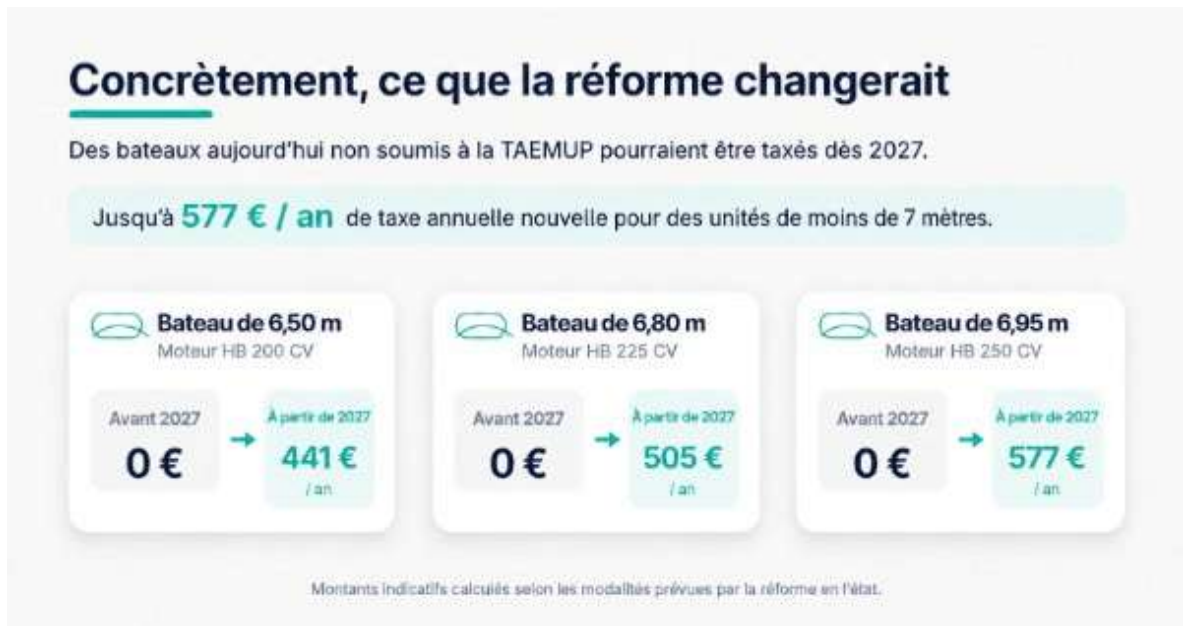 Concrètement, ce que la réforme changerait
Des bateaux aujourd'hui non soumis à la TAEMUP pourraient être taxés dès 2027.
Jusqu'à 577 € / an de taxe annuelle nouvelle pour des unités de moins de 7 mètres.
Bateau de 6,50 m
Moteur HB 200 CV
Avant 2027
0 €
À partir de 2027
441 €
/ an
Bateau de 6,80 m
Moteur HB 225 CV
Avant 2027
0 €
À partir de 2027
505 €
/ an
Bateau de 6,95 m
Moteur HB 250 CV
Avant 2027
0 €
À partir de 2027
577 €
/ an
Montants indicatifs calculés selon les modalités prévues par la réforme en l'état.